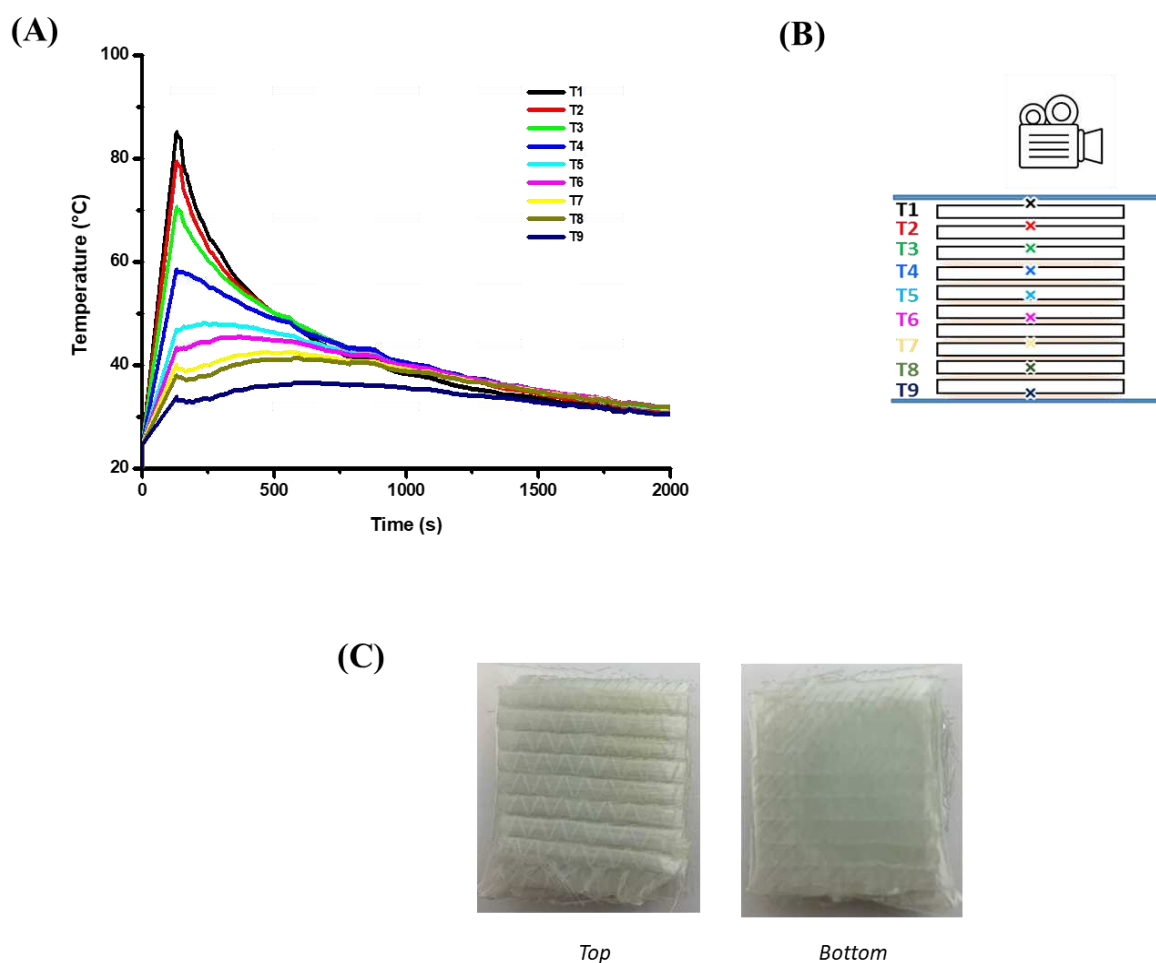 (A)
100
80
60
40
20
0
500
1000
1500
2000
Temperature (°C)
Time (s)
T1
T2
T3
T4
T5
T6
T7
T8
T9
(B)
T1
T2
T3
T4
T5
T6
T7
T8
T9
(C)
Top
Bottom